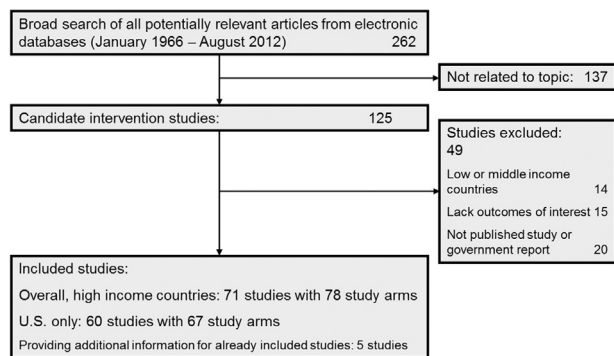 Broad search of all potentially relevant articles from electronic
databases (January 1966 – August 2012) 262
Not related to topic: 137
Candidate intervention studies: 125
Studies excluded:
49
Low or middle income
countries 14
Lack outcomes of interest 15
Not published study or
government report 20
Included studies:
Overall, high income countries: 71 studies with 78 study arms
U.S. only: 60 studies with 67 study arms
Providing additional information for already included studies: 5 studies